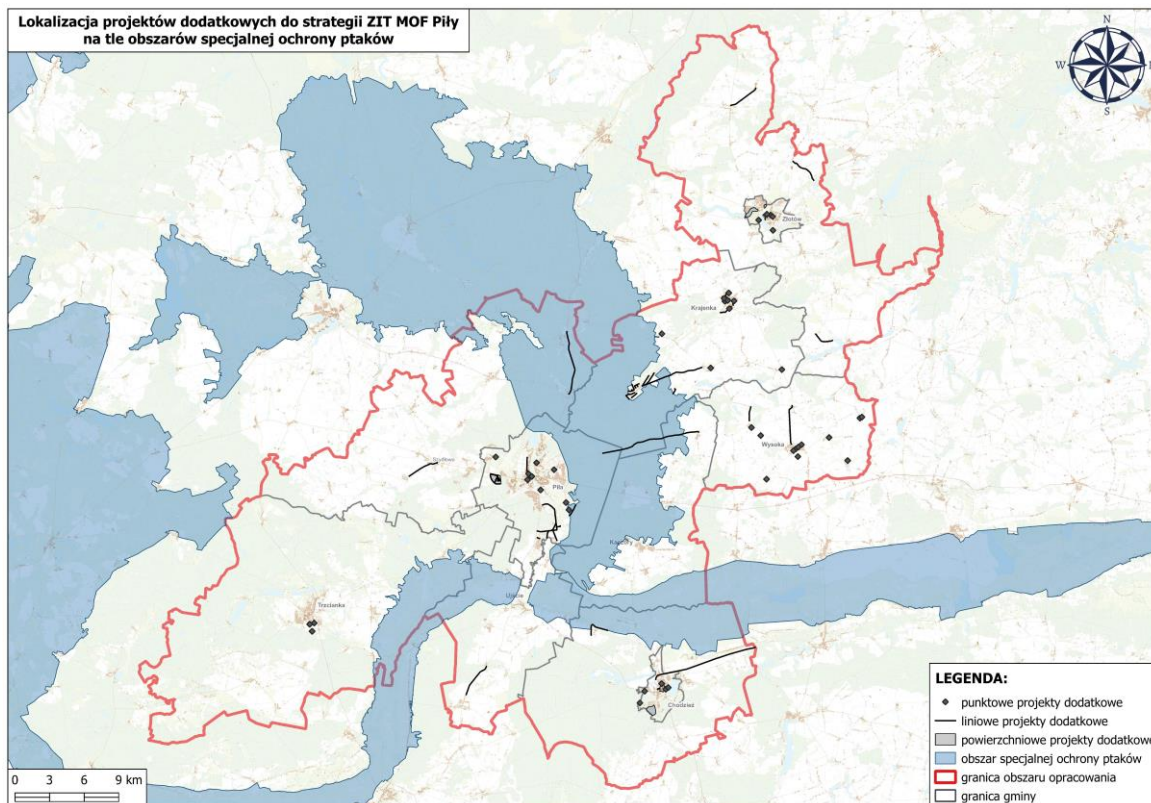 Lokalizacja projektów dodatkowych do strategii ZIT MOF Piły
na tle obszarów specjalnej ochrony ptaków
N
W
E
S
Złotów
Krajenka
Wysoka
Szydłowo
Piła
Kaczory
Trzcianka
Ujście
Chodzież
LEGENDA:
punktowe projekty dodatkowe
liniowe projekty dodatkowe
powierzchniowe projekty dodatkowe
obszar specjalnej ochrony ptaków
granica obszaru opracowania
granica gminy
0 3 6 9 km